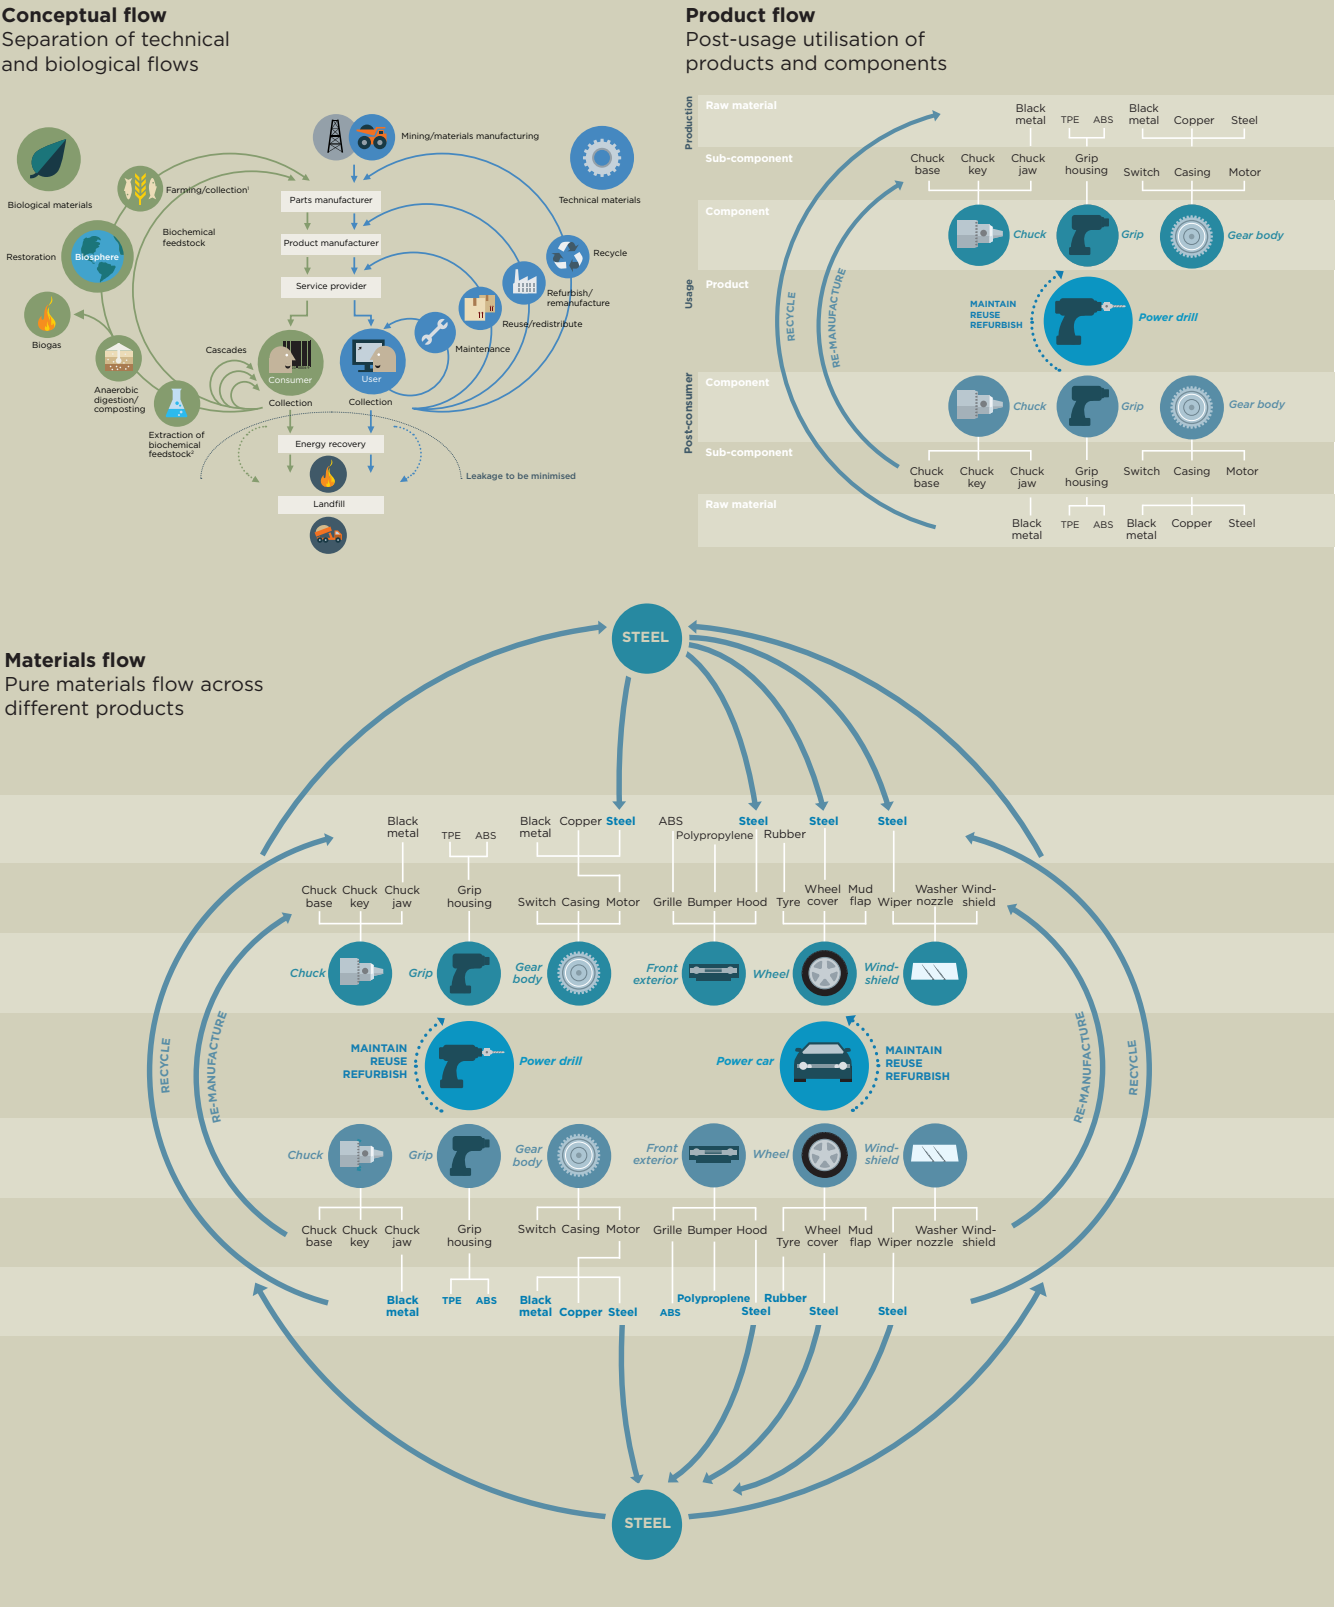 Conceptual flow
Separation of technical
and biological flows
Biological materials
Farming/collection¹
Biochemical
feedstock
Restoration
Biosphere
Biogas
Anaerobic
digestion/
composting
Extraction of
biochemical
feedstock²
Cascades
Mining/materials manufacturing
Parts manufacturer
Product manufacturer
Service provider
Consumer
User
Collection
Collection
Energy recovery
Landfill
Leakage to be minimised
Technical materials
Recycle
Refurbish/
remanufacture
Reuse/redistribute
Maintenance
Product flow
Post-usage utilisation of
products and components
Production
Usage
Post-consumer
Raw material
Black
metal
TPE
ABS
Black
metal
Copper
Steel
Sub-component
Chuck
base
Chuck
key
Chuck
jaw
Grip
housing
Switch
Casing
Motor
Component
Chuck
Grip
Gear body
Product
RECYCLE
RE-MANUFACTURE
MAINTAIN
REUSE
REFURBISH
Power drill
Component
Chuck
Grip
Gear body
Sub-component
Chuck
base
Chuck
key
Chuck
jaw
Grip
housing
Switch
Casing
Motor
Raw material
Black
metal
TPE
ABS
Black
metal
Copper
Steel
Materials flow
Pure materials flow across
different products
STEEL
Black
metal
TPE
ABS
Black
metal
Copper
Steel
ABS
Polypropylene
Steel
Rubber
Steel
Steel
Chuck
base
Chuck
key
Chuck
jaw
Grip
housing
Switch
Casing
Motor
Grille
Bumper
Hood
Tyre
Wheel
cover
Mud
flap
Wiper
Washer
nozzle
Wind-
shield
Chuck
Grip
Gear
body
Front
exterior
Wheel
Wind-
shield
RECYCLE
RE-MANUFACTURE
MAINTAIN
REUSE
REFURBISH
Power drill
Power car
MAINTAIN
REUSE
REFURBISH
RE-MANUFACTURE
RECYCLE
Chuck
Grip
Gear
body
Front
exterior
Wheel
Wind-
shield
Chuck
base
Chuck
key
Chuck
jaw
Grip
housing
Switch
Casing
Motor
Grille
Bumper
Hood
Tyre
Wheel
cover
Mud
flap
Wiper
Washer
nozzle
Wind-
shield
Black
metal
TPE
ABS
Black
metal
Copper
Steel
ABS
Polyproplene
Steel
Rubber
Steel
Steel
STEEL